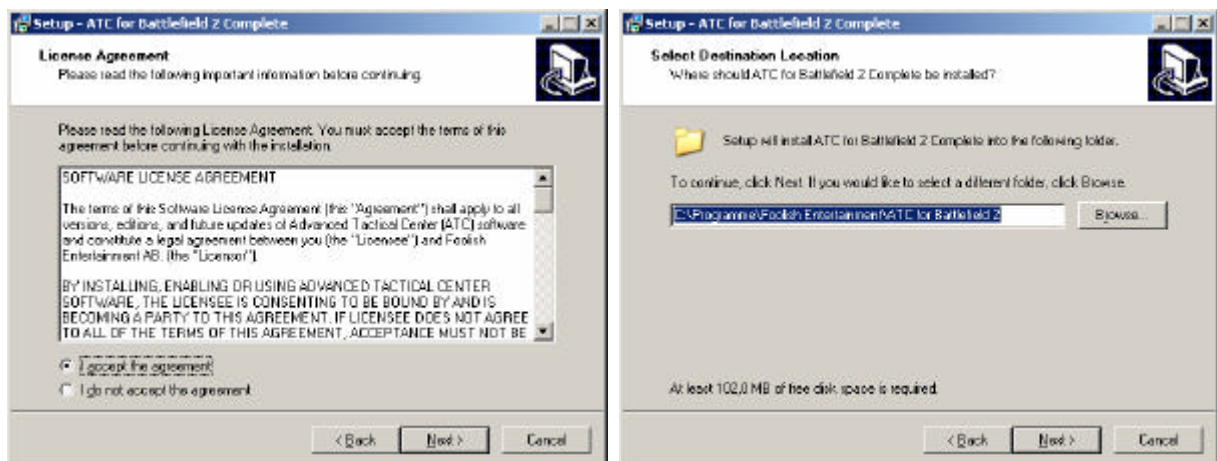 Setup - ATC for Battlefield 2 Complete
License Agreement
Please read the following important information before continuing.
Please read the following License Agreement. You must accept the terms of this
agreement before continuing with the installation.
SOFTWARE LICENSE AGREEMENT
The terms of this Software License Agreement (this "Agreement") shall apply to all
versions, editions, and future updates of Advanced Tactical Center (ATC) software
and constitute a legal agreement between you (the "Licensee") and Foolish
Entertainment AB. (the "Licensor").
BY INSTALLING, ENABLING OR USING ADVANCED TACTICAL CENTER
SOFTWARE, THE LICENSEE IS CONSENTING TO BE BOUND BY AND IS
BECOMING A PARTY TO THIS AGREEMENT. IF LICENSEE DOES NOT AGREE
TO ALL OF THE TERMS OF THIS AGREEMENT, ACCEPTANCE MUST NOT BE
I accept the agreement
I do not accept the agreement
< Back Next > Cancel
Setup - ATC for Battlefield 2 Complete
Select Destination Location
Where should ATC for Battlefield 2 Complete be installed?
Setup will install ATC for Battlefield 2 Complete into the following folder.
To continue, click Next. If you would like to select a different folder, click Browse.
C:\Programme\Foolish Entertainment\ATC for Battlefield 2
Browse...
At least 102,0 MB of free disk space is required.
< Back Next > Cancel